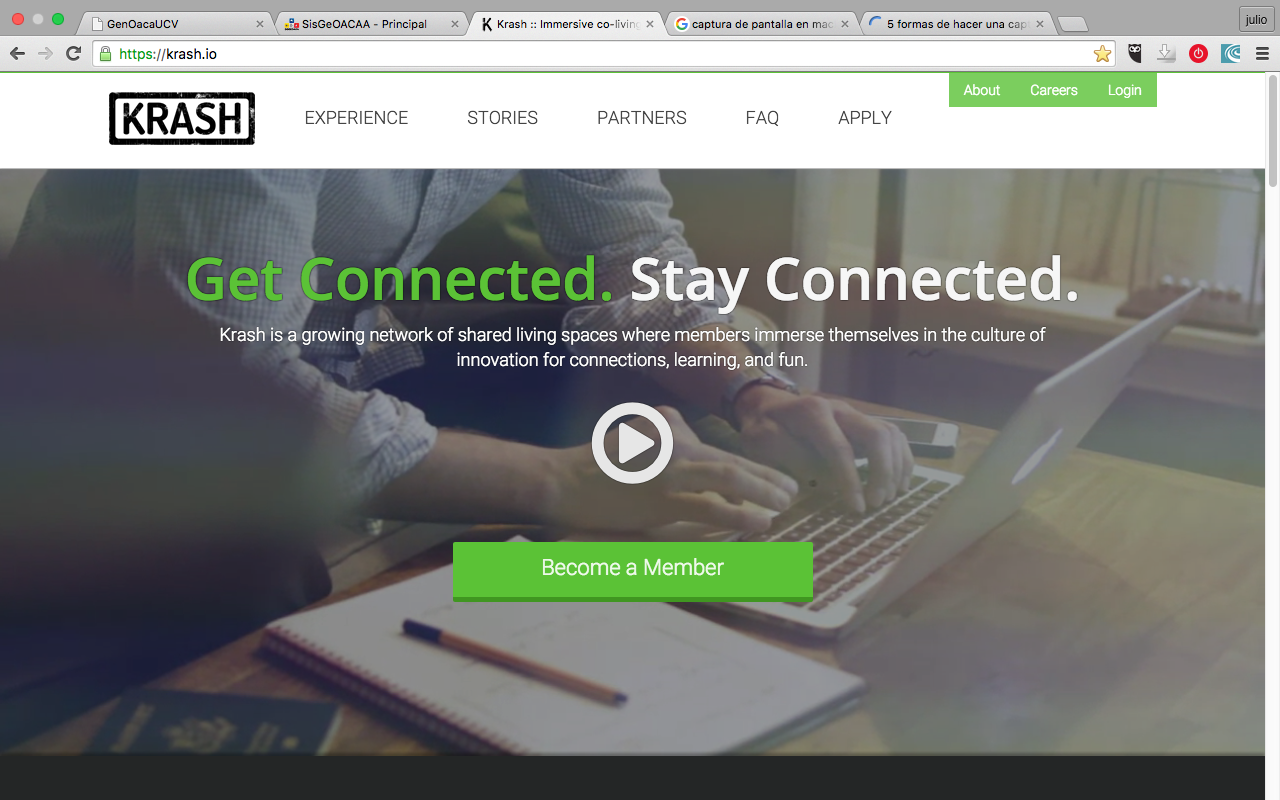 GenOacaUCV
SisGeOACAA - Principal
Krash :: Immersive co-living
captura de pantalla en mac
5 formas de hacer una cap
julio
https://krash.io
About Careers Login
KRASH
EXPERIENCE STORIES PARTNERS FAQ APPLY
Get Connected. Stay Connected.
Krash is a growing network of shared living spaces where members immerse themselves in the culture of
innovation for connections, learning, and fun.
Become a Member